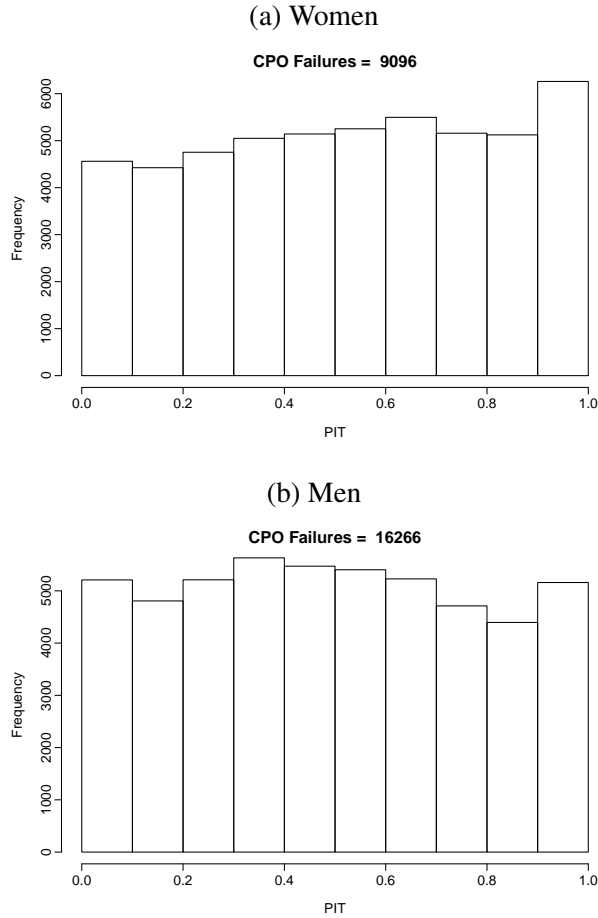 (a) Women
CPO Failures = 9096
6000
5000
4000
3000
2000
1000
0
Frequency
0.0 0.2 0.4 0.6 0.8 1.0
PIT
(b) Men
CPO Failures = 16266
5000
4000
3000
2000
1000
0
Frequency
0.0 0.2 0.4 0.6 0.8 1.0
PIT